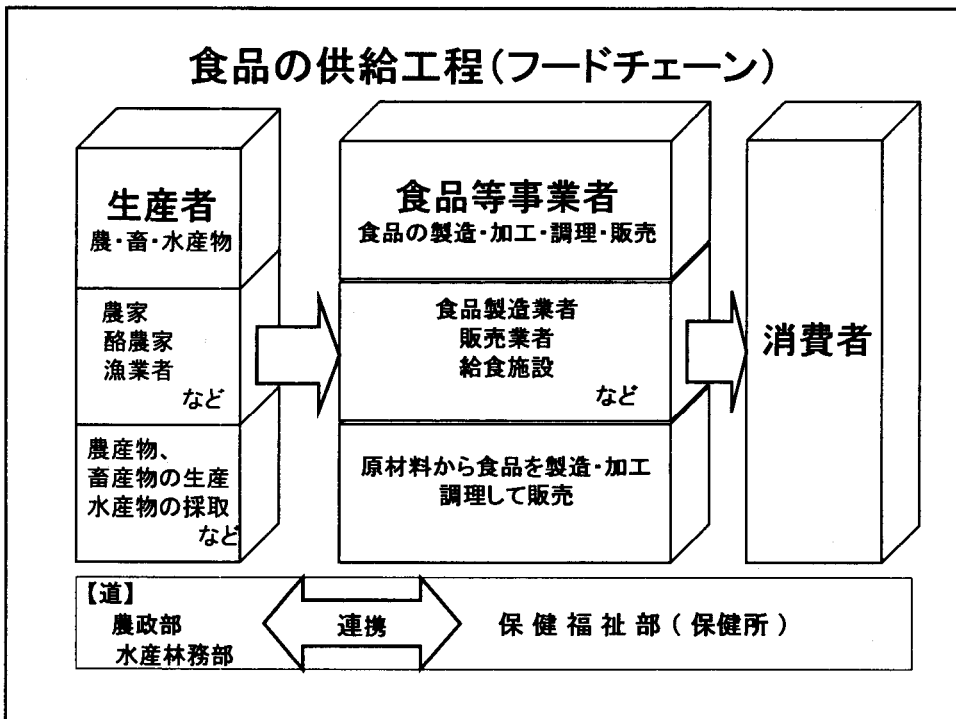 食品の供給工程(フードチェーン)
生産者
農・畜・水産物
農家
酪農家
漁業者
など
農産物、
畜産物の生産
水産物の採取
など
食品等事業者
食品の製造・加工・調理・販売
食品製造業者
販売業者
給食施設
など
原材料から食品を製造・加工
調理して販売
消費者
【道】
農政部
水産林務部
連携
保健福祉部(保健所)